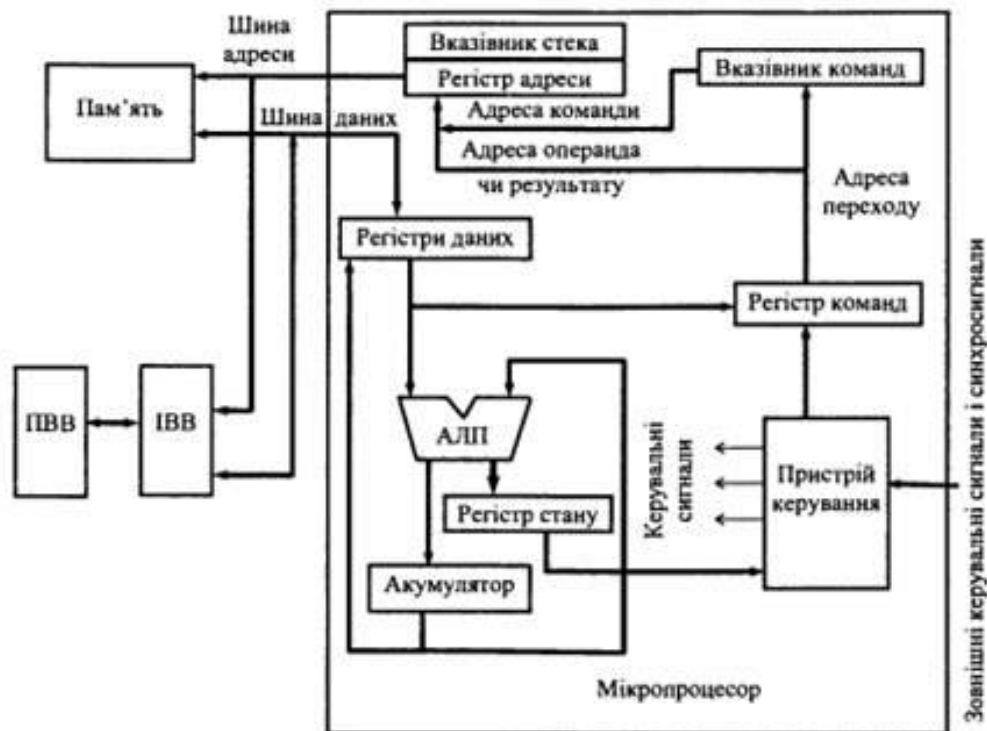 Шина
адреси
Вказівник стека
Регістр адреси
Вказівник команд
Пам’ять
Шина даних
Адреса команди
Адреса операнда
чи результату
Адреса
переходу
Регістри даних
Регістр команд
ПВВ
ІВВ
АЛП
Керувальні
сигнали
Пристрій
керування
Регістр стану
Акумулятор
Мікропроцесор
Зовнішні керувальні сигнали і синхросигнали